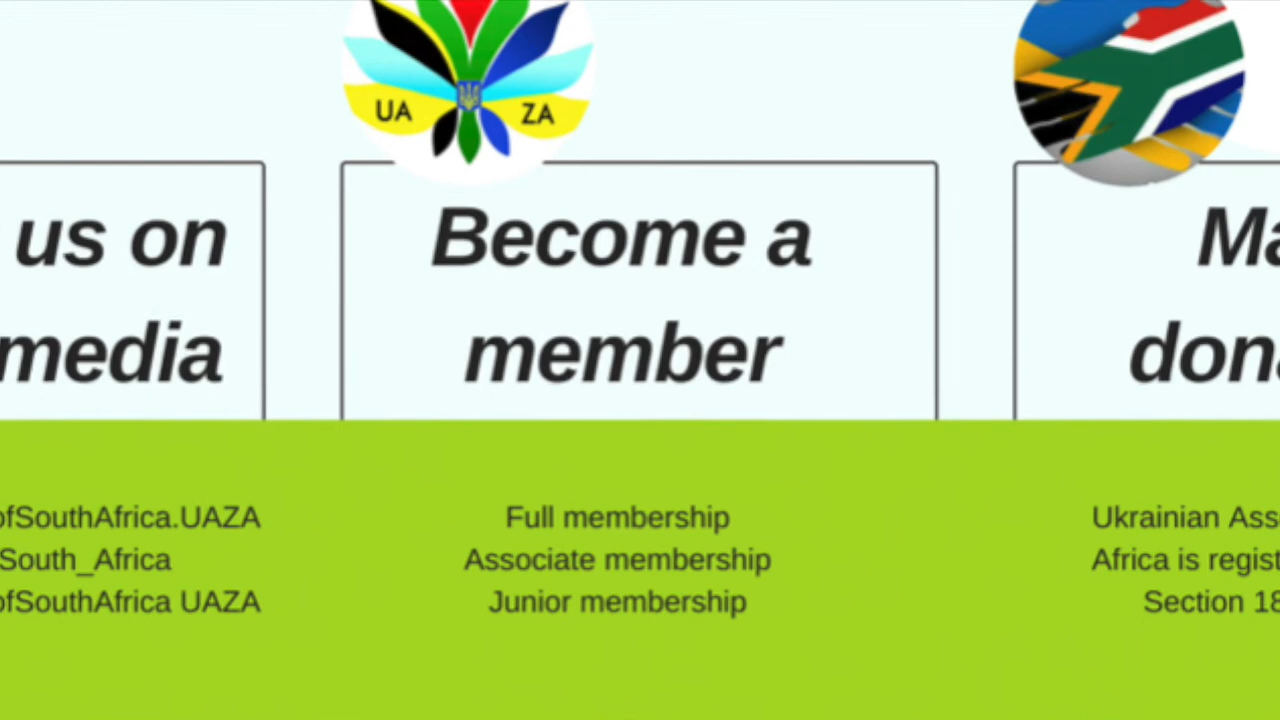 UA ZA
us on
media
ofSouthAfrica.UAZA
South_Africa
ofSouthAfrica UAZA
Become a
member
Full membership
Associate membership
Junior membership
Ma
dona
Ukrainian Ass
Africa is regist
Section 18